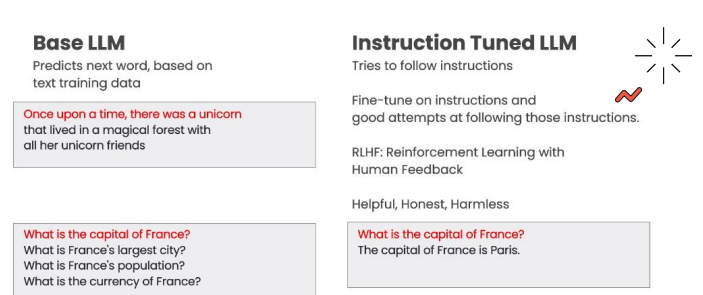 Base LLM
Predicts next word, based on
text training data
Once upon a time, there was a unicorn
that lived in a magical forest with
all her unicorn friends
What is the capital of France?
What is France's largest city?
What is France's population?
What is the currency of France?
Instruction Tuned LLM
Tries to follow instructions
Fine-tune on instructions and
good attempts at following those instructions.
RLHF: Reinforcement Learning with
Human Feedback
Helpful, Honest, Harmless
What is the capital of France?
The capital of France is Paris.